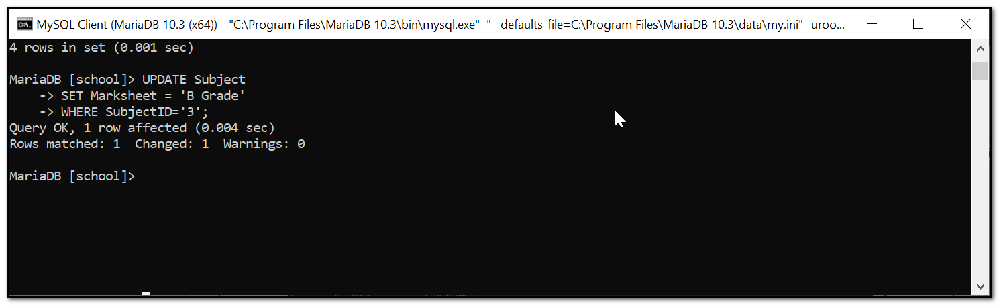 MySQL Client (MariaDB 10.3 (x64)) - "C:\Program Files\MariaDB 10.3\bin\mysql.exe"  "--defaults-file=C:\Program Files\MariaDB 10.3\data\my.ini" -uroo...
4 rows in set (0.001 sec)
MariaDB [school]> UPDATE Subject
    -> SET Marksheet = 'B Grade'
    -> WHERE SubjectID='3';
Query OK, 1 row affected (0.004 sec)
Rows matched: 1  Changed: 1  Warnings: 0
MariaDB [school]>